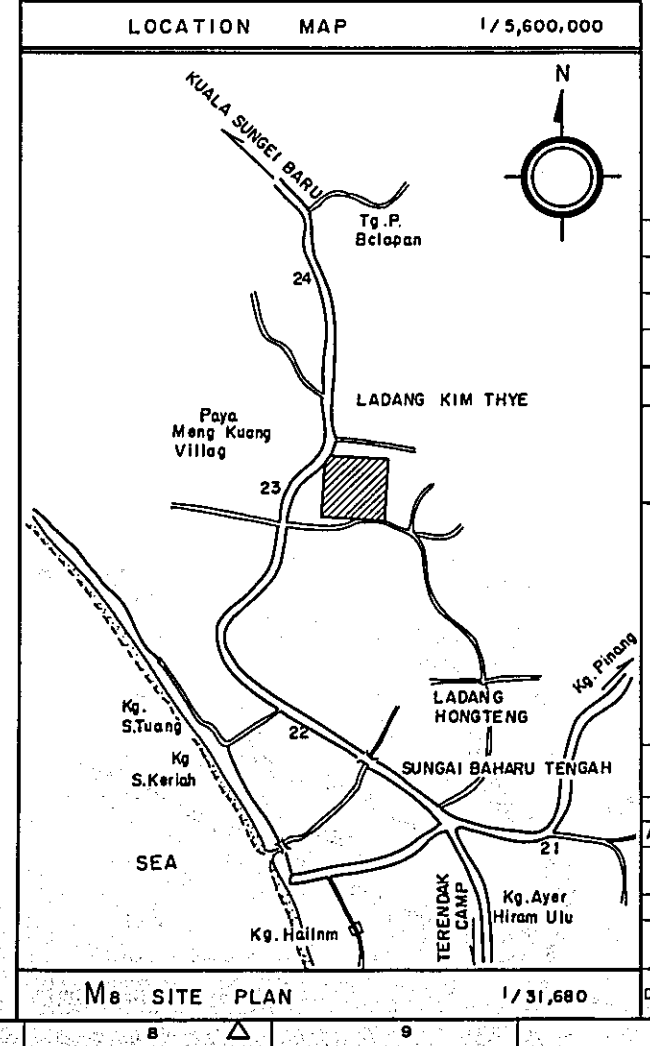 LOCATION MAP 1/5,600,000
N
KUALA SUNGEI BARU
Tg.P.
Bclapan
24
LADANG KIM THYE
Paya
Meng Kuang
Villag
23
Kg. Pinang
LADANG
HONGTENG
Kg.
S.Tuang
22
Kg
S.Keriah
SUNGAI BAHARU TENGAH
21
SEA
TERENDAK
CAMP
Kg.Ayer
Hiram Ulu
Kg.Hailnm
M8 SITE PLAN 1/31,680
8 9